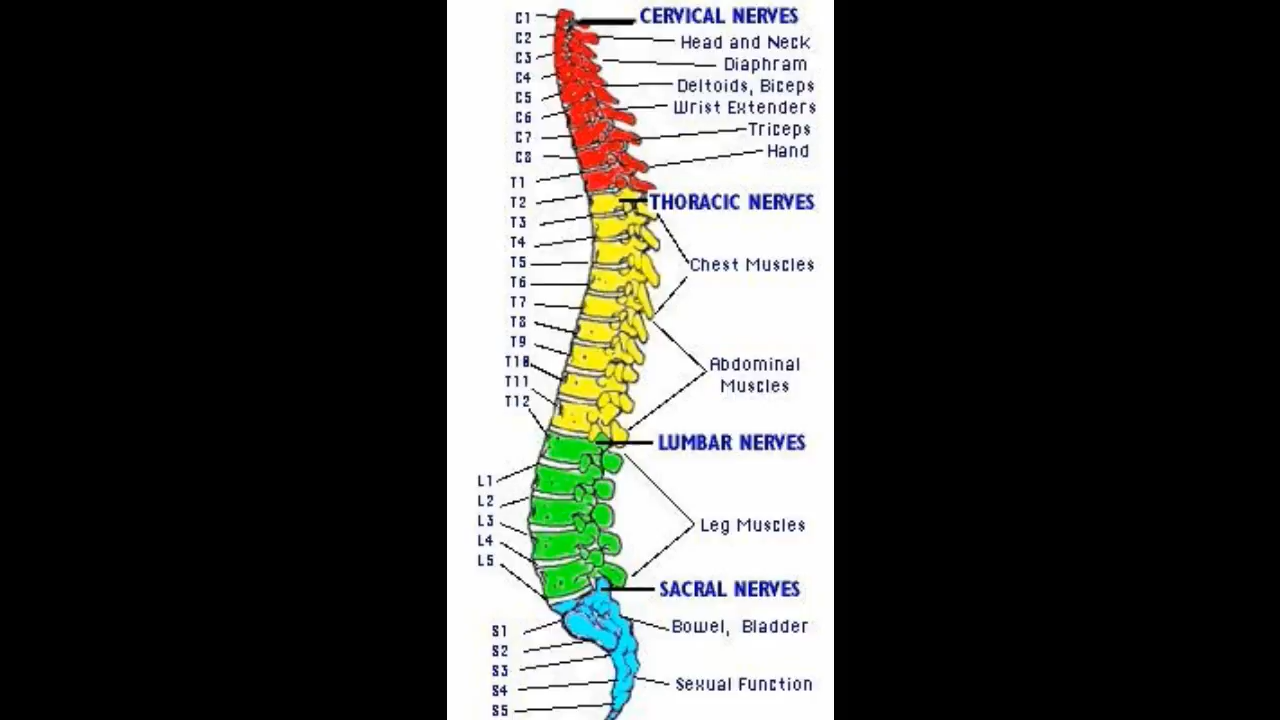 C1
C2
C3
C4
C5
C6
C7
C8
T1
T2
T3
T4
T5
T6
T7
T8
T9
T10
T11
T12
L1
L2
L3
L4
L5
S1
S2
S3
S4
S5
CERVICAL NERVES
Head and Neck
Diaphram
Deltoids, Biceps
Wrist Extenders
Triceps
Hand
THORACIC NERVES
Chest Muscles
Abdominal
Muscles
LUMBAR NERVES
Leg Muscles
SACRAL NERVES
Bowel, Bladder
Sexual Function